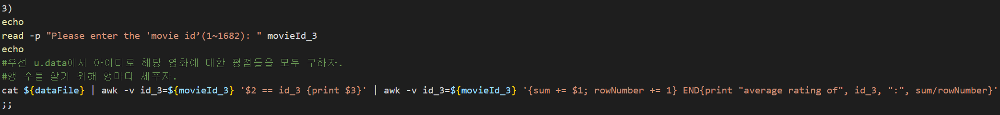 3)
echo
read -p "Please enter the 'movie id’(1~1682): " movieId_3
echo
#우선 u.data에서 아이디로 해당 영화에 대한 평점들을 모두 구하자.
#행 수를 알기 위해 행마다 세주자.
cat ${dataFile} | awk -v id_3=${movieId_3} '$2 == id_3 {print $3}' | awk -v id_3=${movieId_3} '{sum += $1; rowNumber += 1} END{print "average rating of", id_3, ":", sum/rowNumber}'
;;